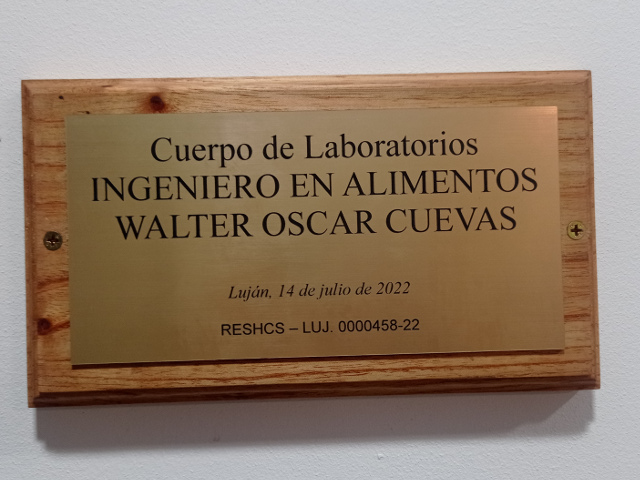 Cuerpo de Laboratorios
INGENIERO EN ALIMENTOS
WALTER OSCAR CUEVAS
Luján, 14 de julio de 2022
RESHCS – LUJ. 0000458-22